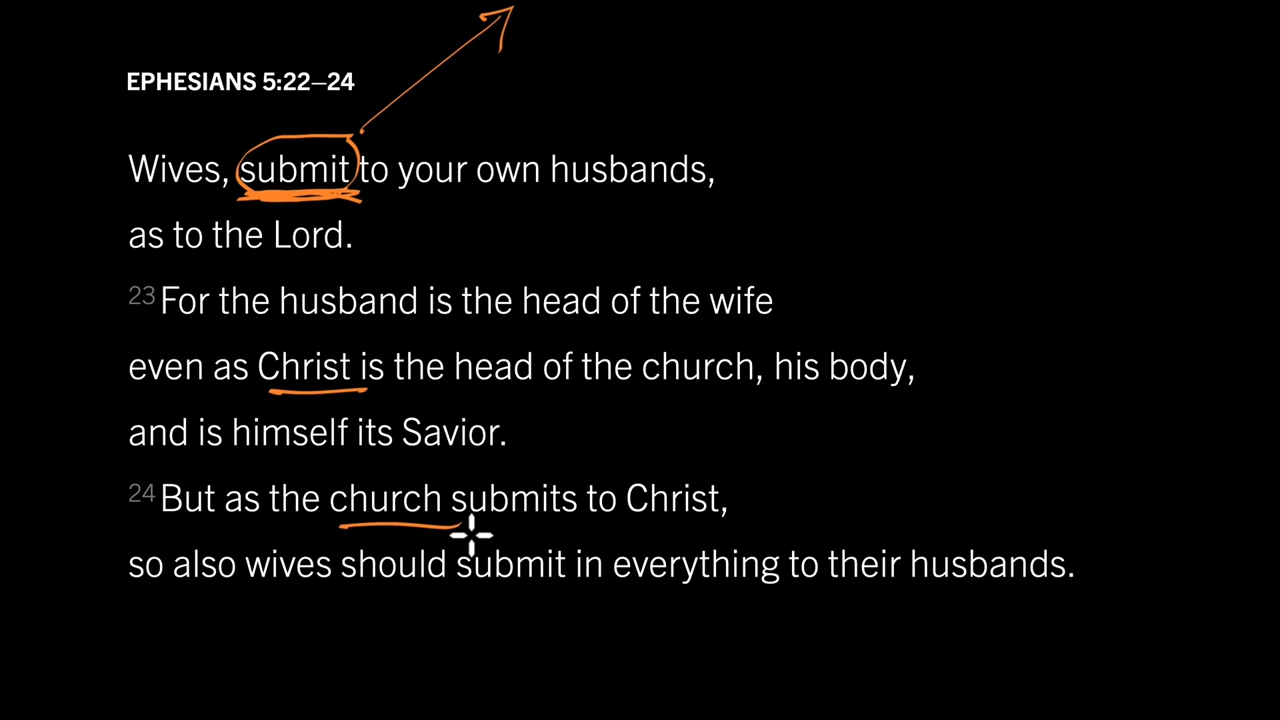 EPHESIANS 5:22–24
Wives, submit to your own husbands,
as to the Lord.
23 For the husband is the head of the wife
even as Christ is the head of the church, his body,
and is himself its Savior.
24 But as the church submits to Christ,
so also wives should submit in everything to their husbands.